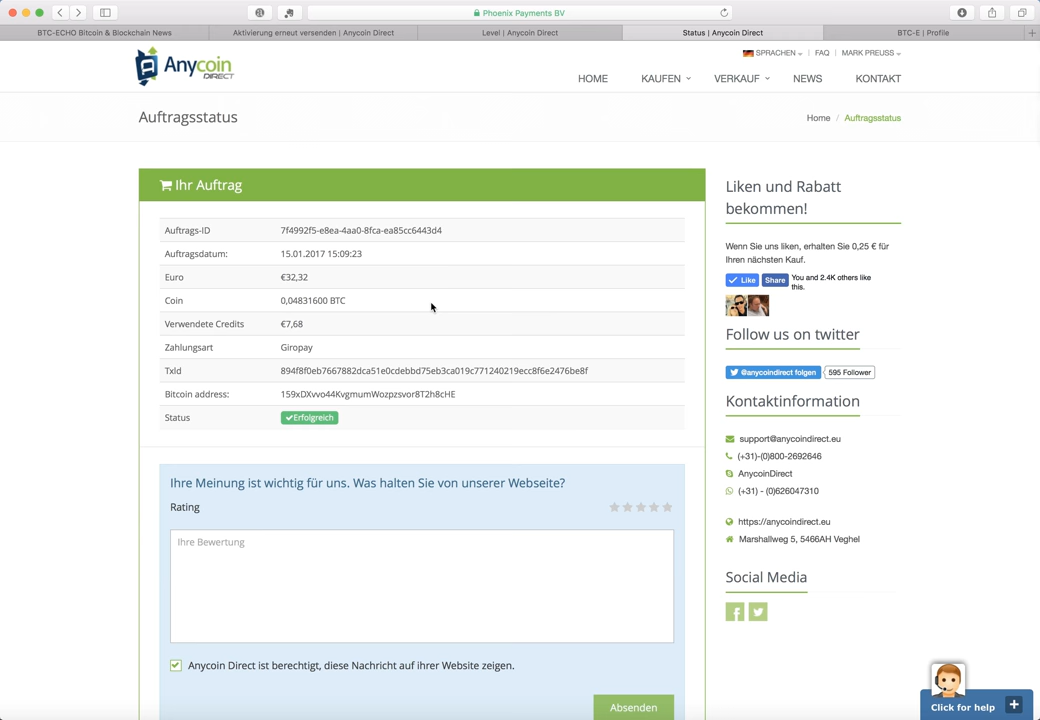 Phoenix Payments BV
BTC-ECHO Bitcoin & Blockchain News
Aktivierung erneut versenden | Anycoin Direct
Level | Anycoin Direct
Status | Anycoin Direct
BTC-E | Profile
Anycoin
DIRECT
SPRACHEN
FAQ
MARK PREUSS
HOME
KAUFEN
VERKAUF
NEWS
KONTAKT
Auftragsstatus
Home / Auftragsstatus
Ihr Auftrag
Auftrags-ID 7f4992f5-e8ea-4aa0-8fca-ea85cc6443d4
Auftragsdatum: 15.01.2017 15:09:23
Euro €32,32
Coin 0,04831600 BTC
Verwendete Credits €7,68
Zahlungsart Giropay
TxId 894f8f0eb7667882dca51e0cdebbd75eb3ca019c771240219ecc8f6e2476be8f
Bitcoin address: 159xDXvvo44KvgmumWozpzsvor8T2h8cHE
Status Erfolgreich
Ihre Meinung ist wichtig für uns. Was halten Sie von unserer Webseite?
Rating
Ihre Bewertung
Anycoin Direct ist berechtigt, diese Nachricht auf ihrer Website zeigen.
Absenden
Liken und Rabatt
bekommen!
Wenn Sie uns liken, erhalten Sie 0,25 € für
Ihren nächsten Kauf.
Like
Share
You and 2.4K others like
this.
Follow us on twitter
@anycoindirect folgen
595 Follower
Kontaktinformation
support@anycoindirect.eu
(+31)-(0)800-2692646
AnycoinDirect
(+31) - (0)626047310
https://anycoindirect.eu
Marshallweg 5, 5466AH Veghel
Social Media
Click for help